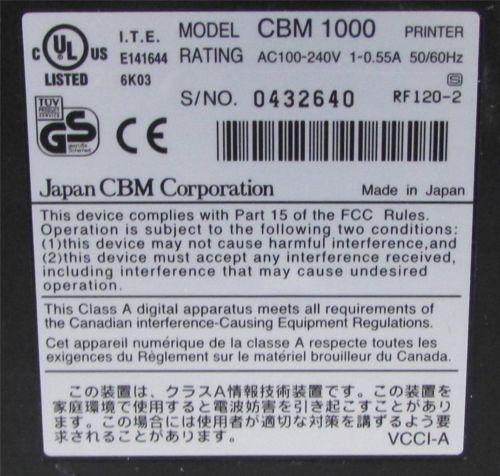 c UL US LISTED
I.T.E.
E141644
6K03
MODEL CBM 1000 PRINTER
RATING AC100-240V 1-0.55A 50/60Hz
S
S/NO. 0432640 RF120-2
TÜV PRODUCT SERVICE
GS geprüfte Sicherheit
CE
Japan CBM Corporation Made in Japan
This device complies with Part 15 of the FCC Rules.
Operation is subject to the following two conditions:
(1)this device may not cause harmful interference,and
(2)this device must accept any interference received,
including interference that may cause undesired
operation.
This Class A digital apparatus meets all requirements of
the Canadian interference-Causing Equipment Regulations.
Cet appareil numérique de la classe A respecte toutes les
exigences du Règlement sur le matériel brouilleur du Canada.
この装置は、クラスA情報技術装置です。この装置を
家庭環境で使用すると電波妨害を引き起こすことがあり
ます。この場合には使用者が適切な対策を講ずるよう要
求されることがあります。 VCCI-A